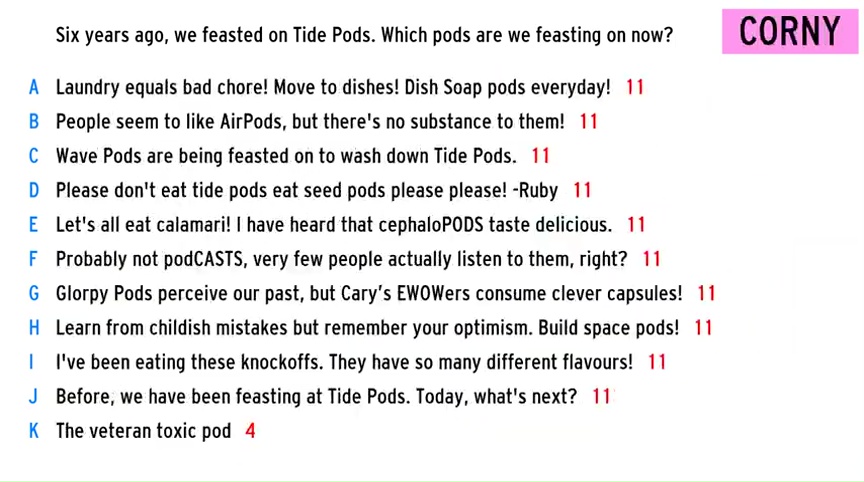 Six years ago, we feasted on Tide Pods. Which pods are we feasting on now?
CORNY
A Laundry equals bad chore! Move to dishes! Dish Soap pods everyday! 11
B People seem to like AirPods, but there's no substance to them! 11
C Wave Pods are being feasted on to wash down Tide Pods. 11
D Please don't eat tide pods eat seed pods please please! -Ruby 11
E Let's all eat calamari! I have heard that cephaloPODS taste delicious. 11
F Probably not podCASTS, very few people actually listen to them, right? 11
G Glorpy Pods perceive our past, but Cary's EWOWers consume clever capsules! 11
H Learn from childish mistakes but remember your optimism. Build space pods! 11
I I've been eating these knockoffs. They have so many different flavours! 11
J Before, we have been feasting at Tide Pods. Today, what's next? 11
K The veteran toxic pod 4